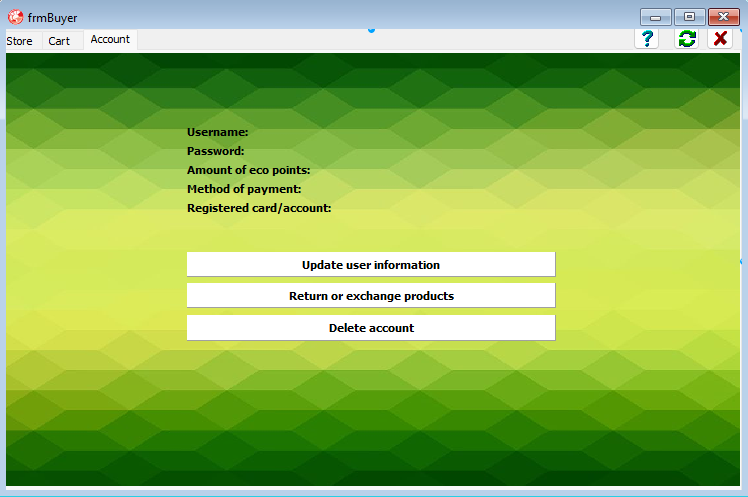 frmBuyer
Store Cart Account ?
Username:
Password:
Amount of eco points:
Method of payment:
Registered card/account:
Update user information
Return or exchange products
Delete account